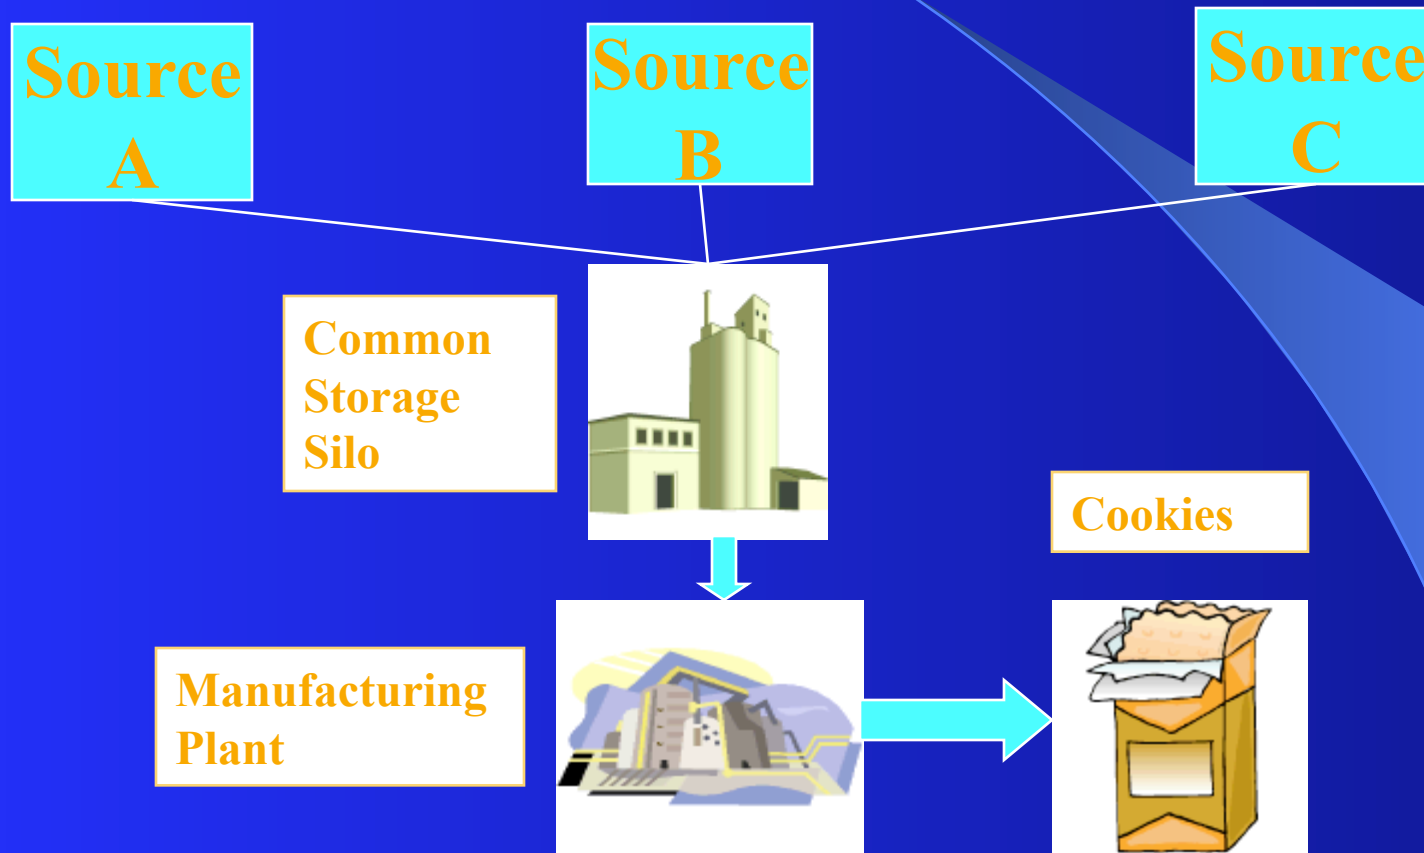 Source
A
Source
B
Source
C
Common
Storage
Silo
Cookies
Manufacturing
Plant